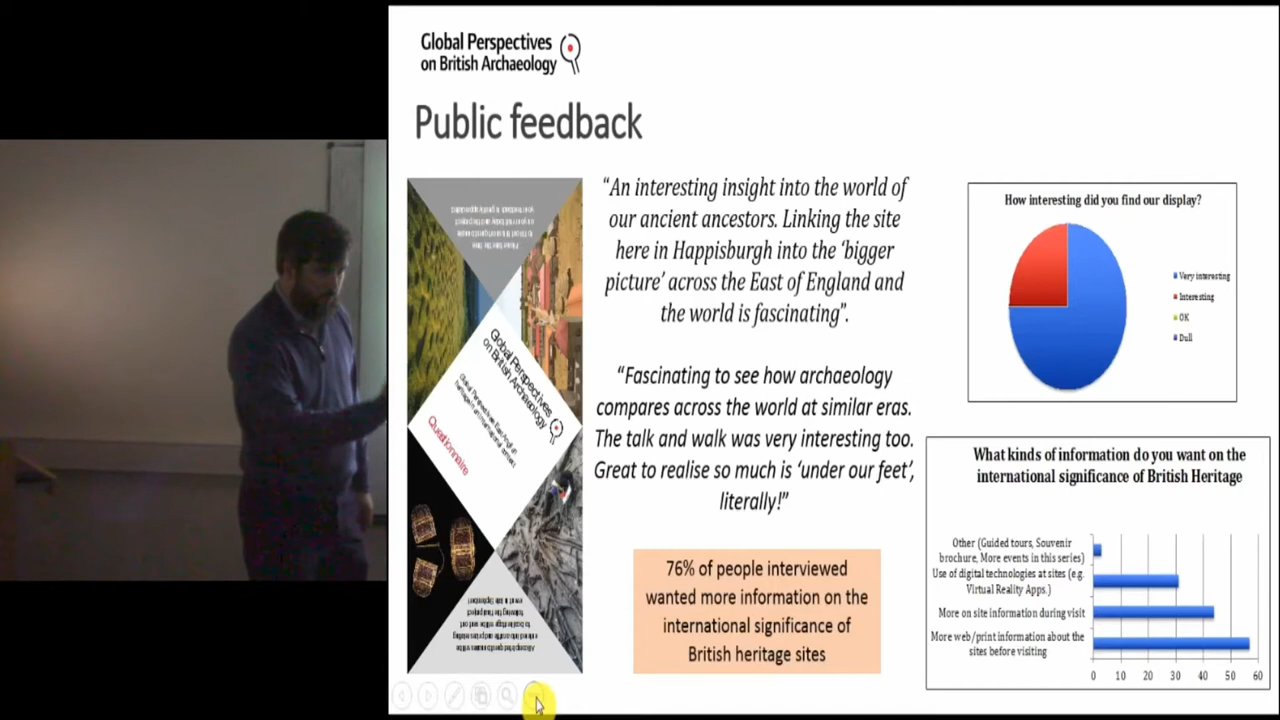 Global Perspectives
on British Archaeology
Public feedback
“An interesting insight into the world of
our ancient ancestors. Linking the site
here in Happisburgh into the ‘bigger
picture’ across the East of England and
the world is fascinating”.
“Fascinating to see how archaeology
compares across the world at similar eras.
The talk and walk was very interesting too.
Great to realise so much is ‘under our feet’,
literally!”
76% of people interviewed
wanted more information on the
international significance of
British heritage sites
Global Perspectives
on British Archaeology
Questionnaire
How interesting did you find our display?
Very interesting
Interesting
OK
Dull
What kinds of information do you want on the
international significance of British Heritage
Other (Guided tours, Souvenir
brochure, More events in this series)
Use of digital technologies at sites (e.g.
Virtual Reality Apps.)
More on site information during visit
More web/print information about the
sites before visiting
0 10 20 30 40 50 60